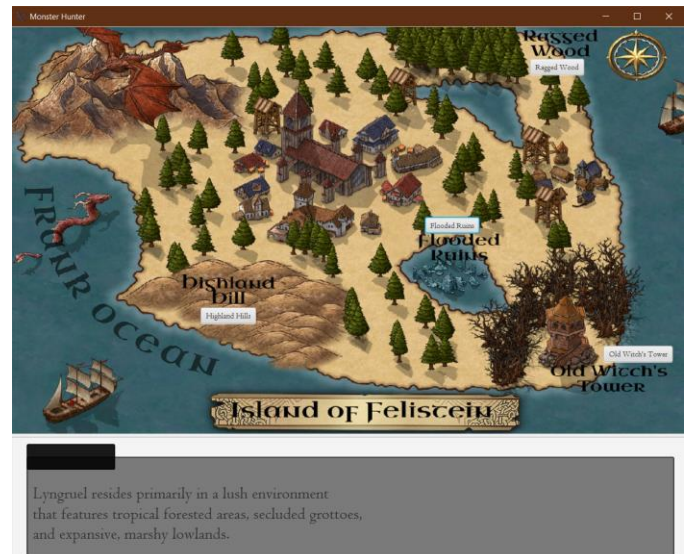 Monster Hunter
Ragged
Wood
Ragged Wood
Fronk Ocean
Flooded Ruins
Flooded
Ruins
Highland
Hill
Highland Hills
Old Witch's Tower
Old Witch's
Tower
Island of Felistein
Lyngruel resides primarily in a lush environment
that features tropical forested areas, secluded grottoes,
and expansive, marshy lowlands.